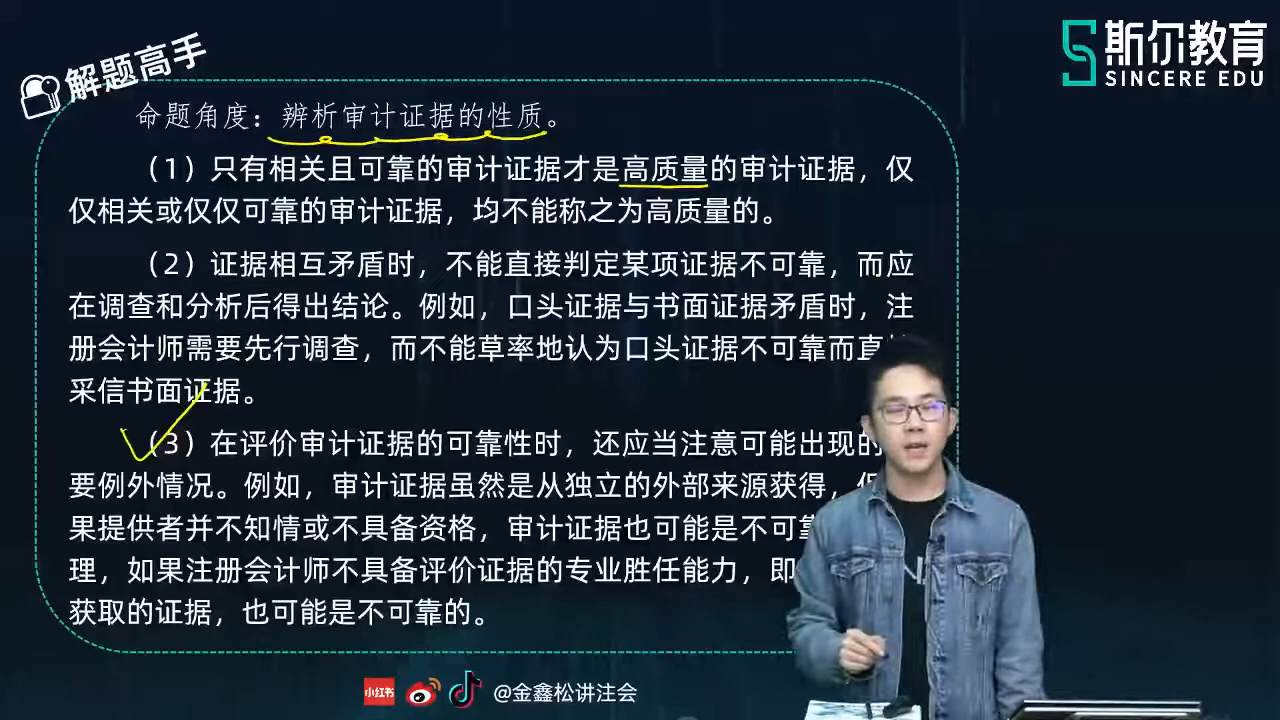 解题高手
斯尔教育
SINCERE EDU
命题角度：辨析审计证据的性质。
（1）只有相关且可靠的审计证据才是高质量的审计证据，仅
仅相关或仅仅可靠的审计证据，均不能称之为高质量的。
（2）证据相互矛盾时，不能直接判定某项证据不可靠，而应
在调查和分析后得出结论。例如，口头证据与书面证据矛盾时，注
册会计师需要先行调查，而不能草率地认为口头证据不可靠而直
采信书面证据。
（3）在评价审计证据的可靠性时，还应当注意可能出现的
要例外情况。例如，审计证据虽然是从独立的外部来源获得，
果提供者并不知情或不具备资格，审计证据也可能是不可靠
理，如果注册会计师不具备评价证据的专业胜任能力，即
获取的证据，也可能是不可靠的。
小红书
@金鑫松讲注会